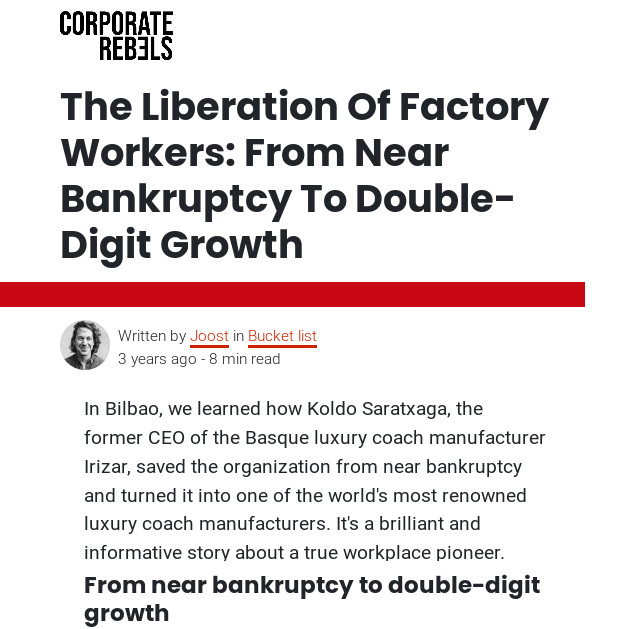 CORPORATE
REBELS
The Liberation Of Factory
Workers: From Near
Bankruptcy To Double-
Digit Growth
Written by Joost in Bucket list
3 years ago - 8 min read
In Bilbao, we learned how Koldo Saratxaga, the
former CEO of the Basque luxury coach manufacturer
Irizar, saved the organization from near bankruptcy
and turned it into one of the world's most renowned
luxury coach manufacturers. It's a brilliant and
informative story about a true workplace pioneer.
From near bankruptcy to double-digit
growth